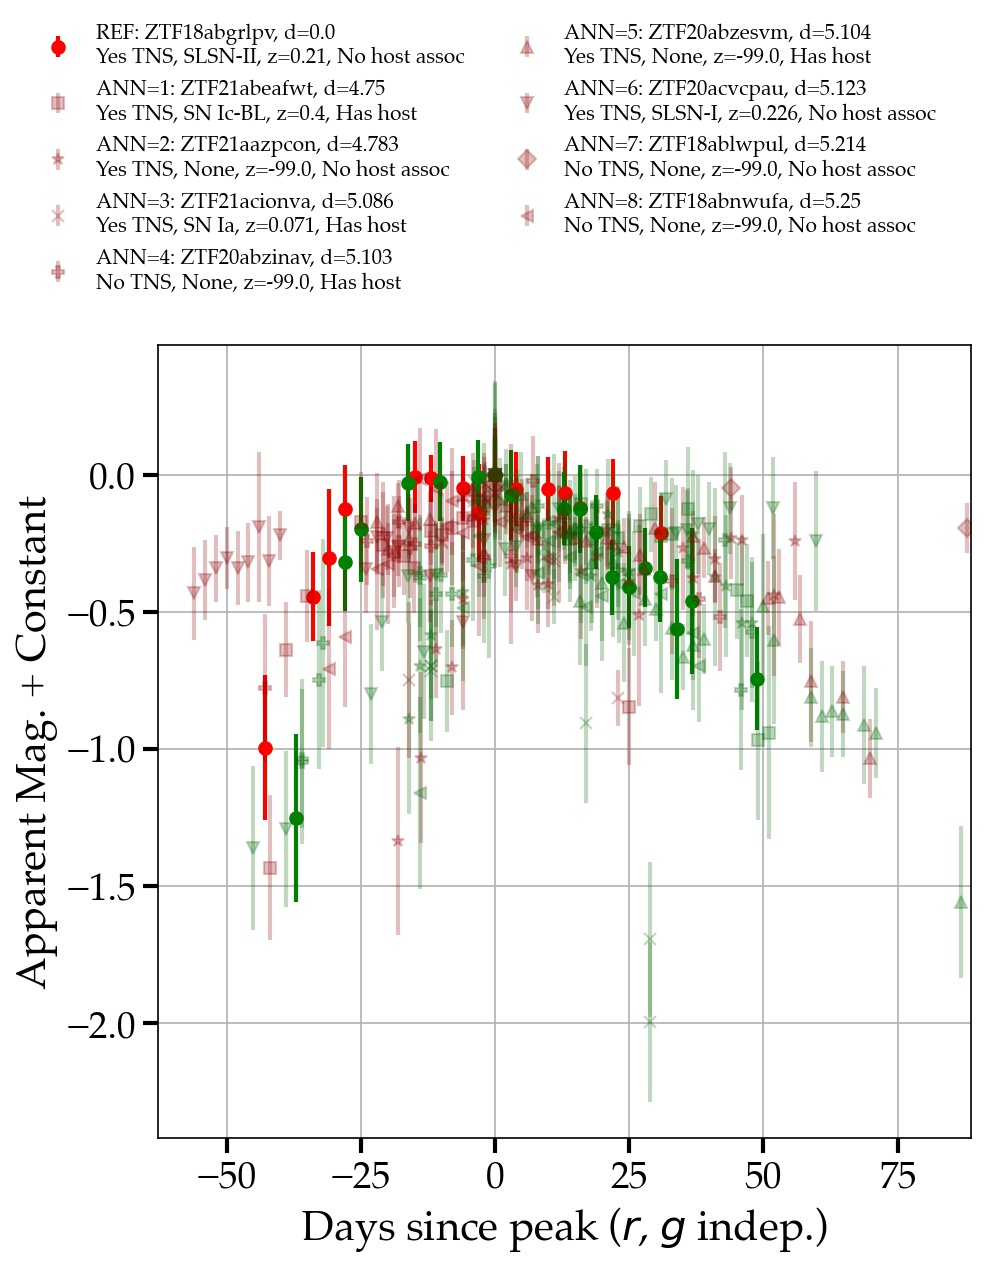 REF: ZTF18abgrlpv, d=0.0
Yes TNS, SLSN-II, z=0.21, No host assoc
ANN=1: ZTF21abeafwt, d=4.75
Yes TNS, SN Ic-BL, z=0.4, Has host
ANN=2: ZTF21aazpcon, d=4.783
Yes TNS, None, z=-99.0, No host assoc
ANN=3: ZTF21acionva, d=5.086
Yes TNS, SN Ia, z=0.071, Has host
ANN=4: ZTF20abzinav, d=5.103
No TNS, None, z=-99.0, Has host
ANN=5: ZTF20abzesvm, d=5.104
Yes TNS, None, z=-99.0, Has host
ANN=6: ZTF20acvcpau, d=5.123
Yes TNS, SLSN-I, z=0.226, No host assoc
ANN=7: ZTF18ablwpul, d=5.214
No TNS, None, z=-99.0, No host assoc
ANN=8: ZTF18abnwufa, d=5.25
No TNS, None, z=-99.0, No host assoc
Apparent Mag. + Constant
0.0
−0.5
−1.0
−1.5
−2.0
−50 −25 0 25 50 75
Days since peak (r, g indep.)